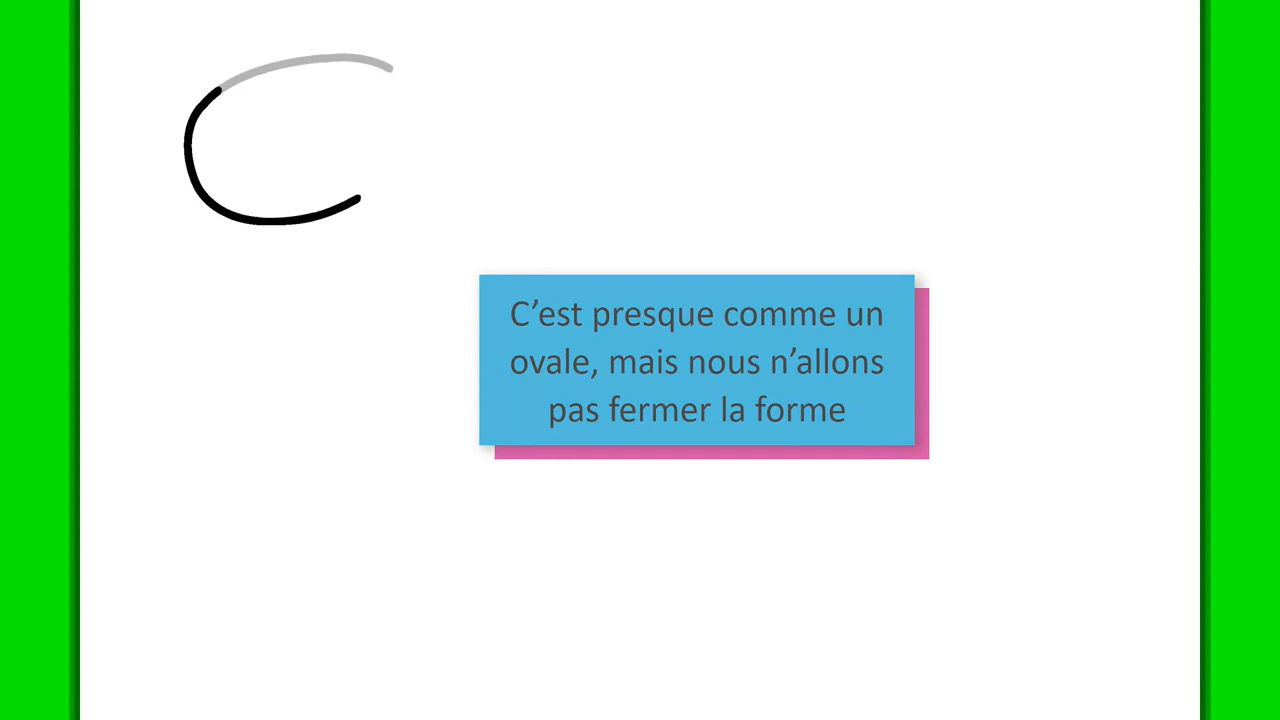 C’est presque comme un
ovale, mais nous n’allons
pas fermer la forme